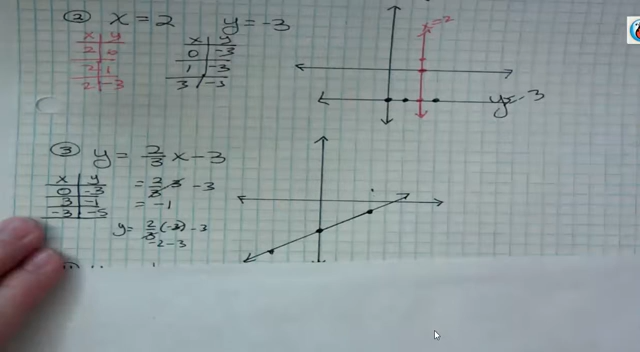 ② x = 2 y = -3
x y
2 0
2 1
2 -3
x y
0 -3
1 -3
3 -3
x=2
y=-3
③ y = 2/3 x - 3
x y
0 -3
3 -1
-3 -5
= 2/3 · 3 - 3
= -1
y = 2/3 (-3) - 3
-2 - 3